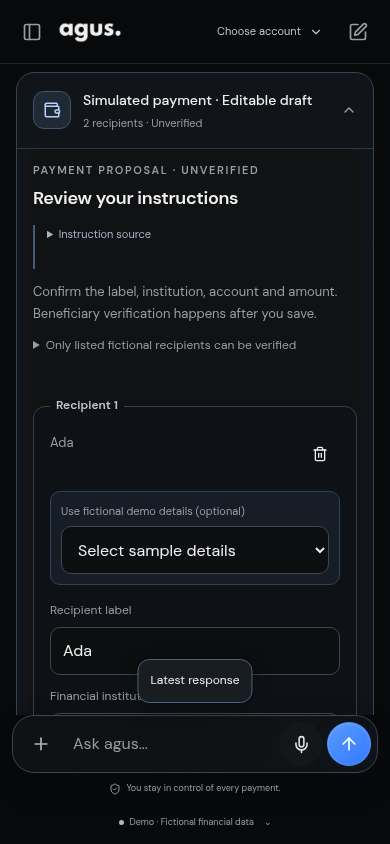 agus.
Choose account
Simulated payment · Editable draft
2 recipients · Unverified
PAYMENT PROPOSAL · UNVERIFIED
Review your instructions
Instruction source
Confirm the label, institution, account and amount.
Beneficiary verification happens after you save.
Only listed fictional recipients can be verified
Recipient 1
Ada
Use fictional demo details (optional)
Select sample details
Recipient label
Ada
Latest response
Financial
Ask agus...
You stay in control of every payment.
Demo · Fictional financial data